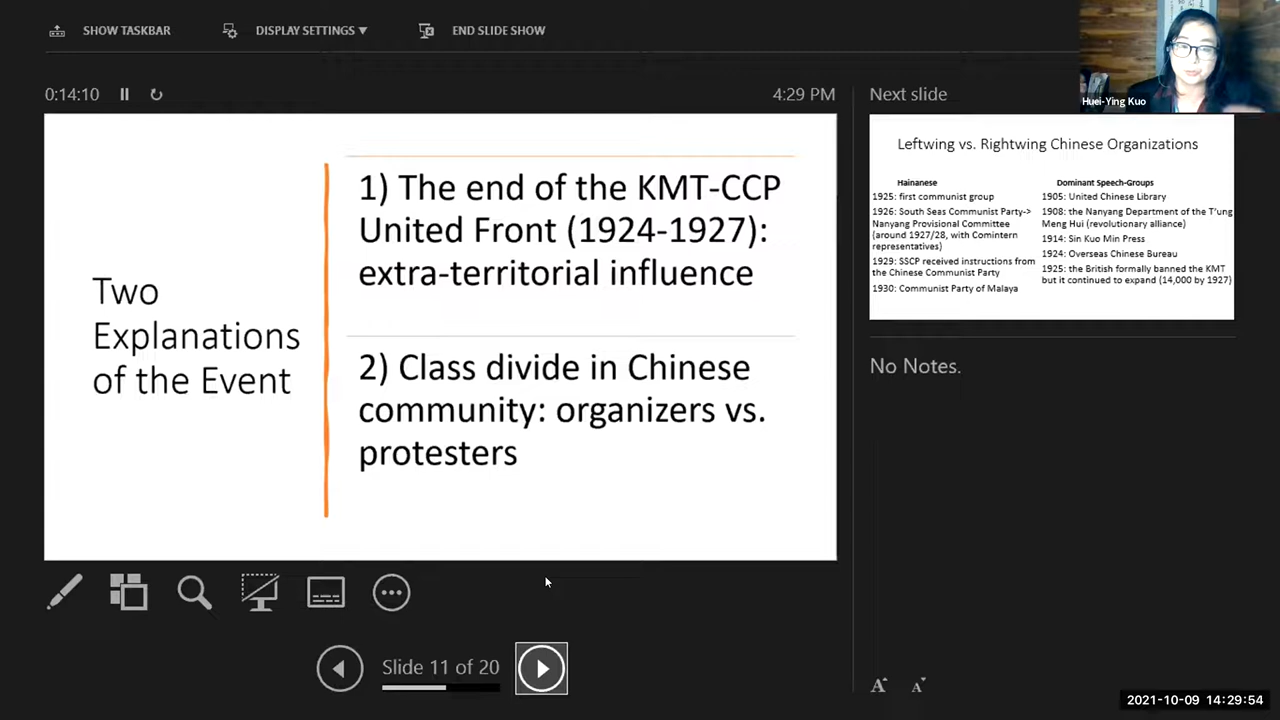 SHOW TASKBAR
DISPLAY SETTINGS ▼
END SLIDE SHOW
0:14:10
4:29 PM
Two
Explanations
of the Event
1) The end of the KMT-CCP
United Front (1924-1927):
extra-territorial influence
2) Class divide in Chinese
community: organizers vs.
protesters
Slide 11 of 20
Next slide
Huei-Ying Kuo
Leftwing vs. Rightwing Chinese Organizations
Hainanese
1925: first communist group
1926: South Seas Communist Party->
Nanyang Provisional Committee
(around 1927/28, with Comintern
representatives)
1929: SSCP received instructions from
the Chinese Communist Party
1930: Communist Party of Malaya
Dominant Speech-Groups
1905: United Chinese Library
1908: the Nanyang Department of the T'ung
Meng Hui (revolutionary alliance)
1914: Sin Kuo Min Press
1924: Overseas Chinese Bureau
1925: the British formally banned the KMT
but it continued to expand (14,000 by 1927)
No Notes.
A A
2021-10-09 14:29:54